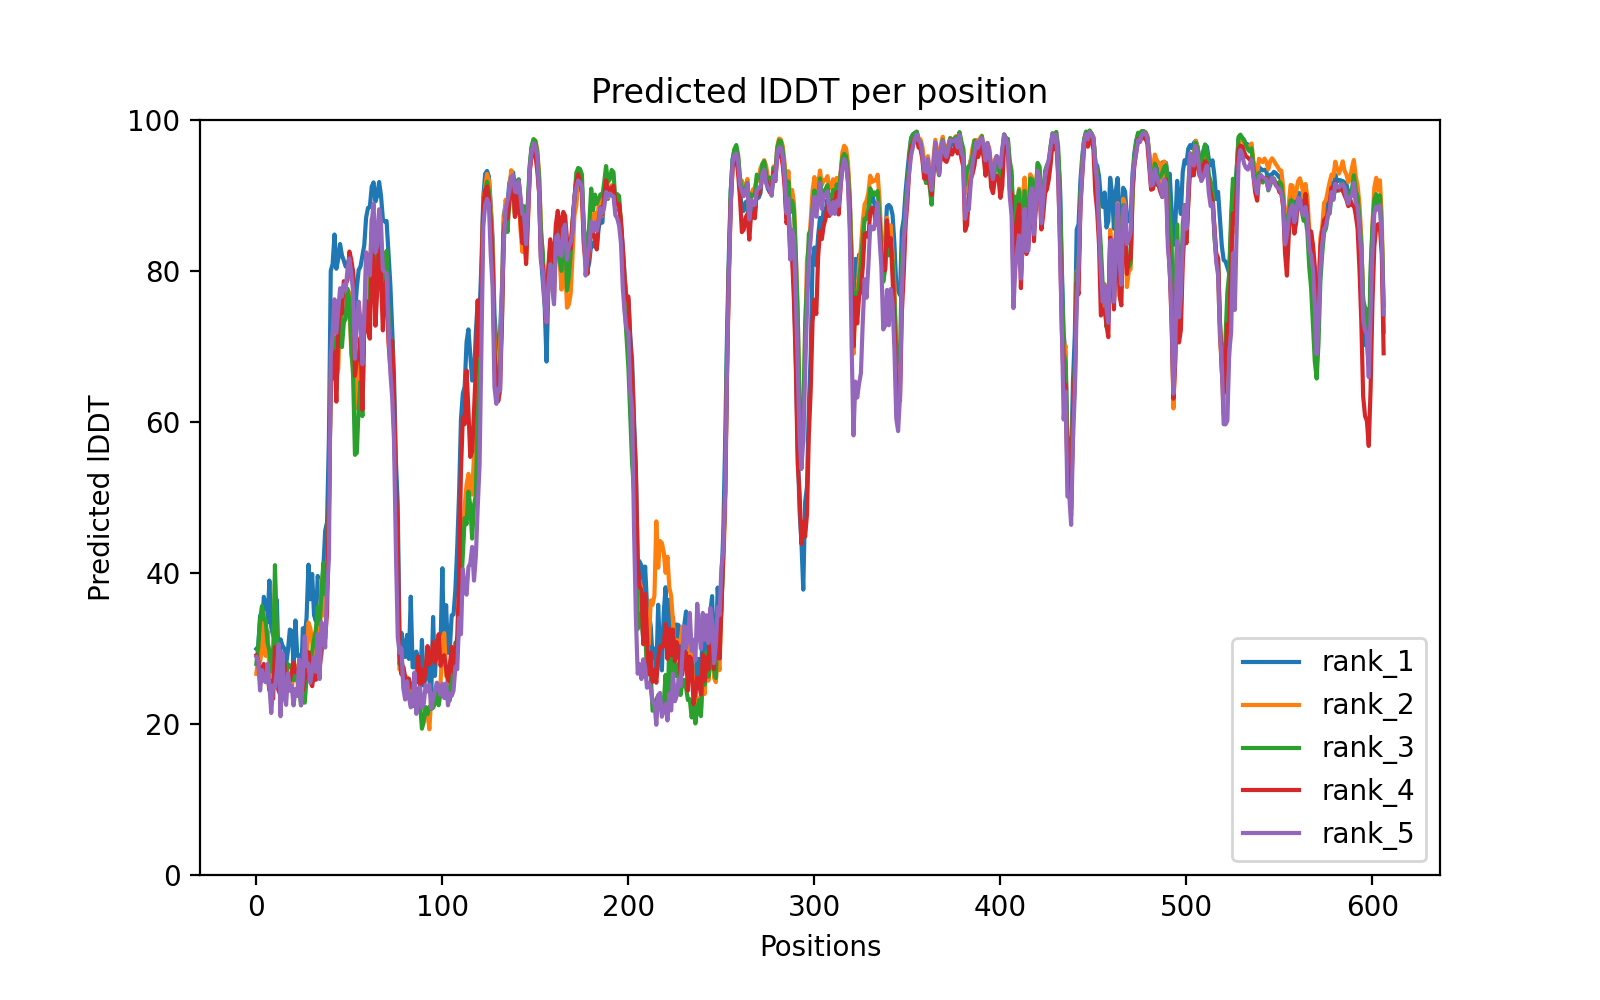 Predicted lDDT per position
Predicted lDDT
100
80
60
40
20
0
0 100 200 300 400 500 600
Positions
rank_1
rank_2
rank_3
rank_4
rank_5